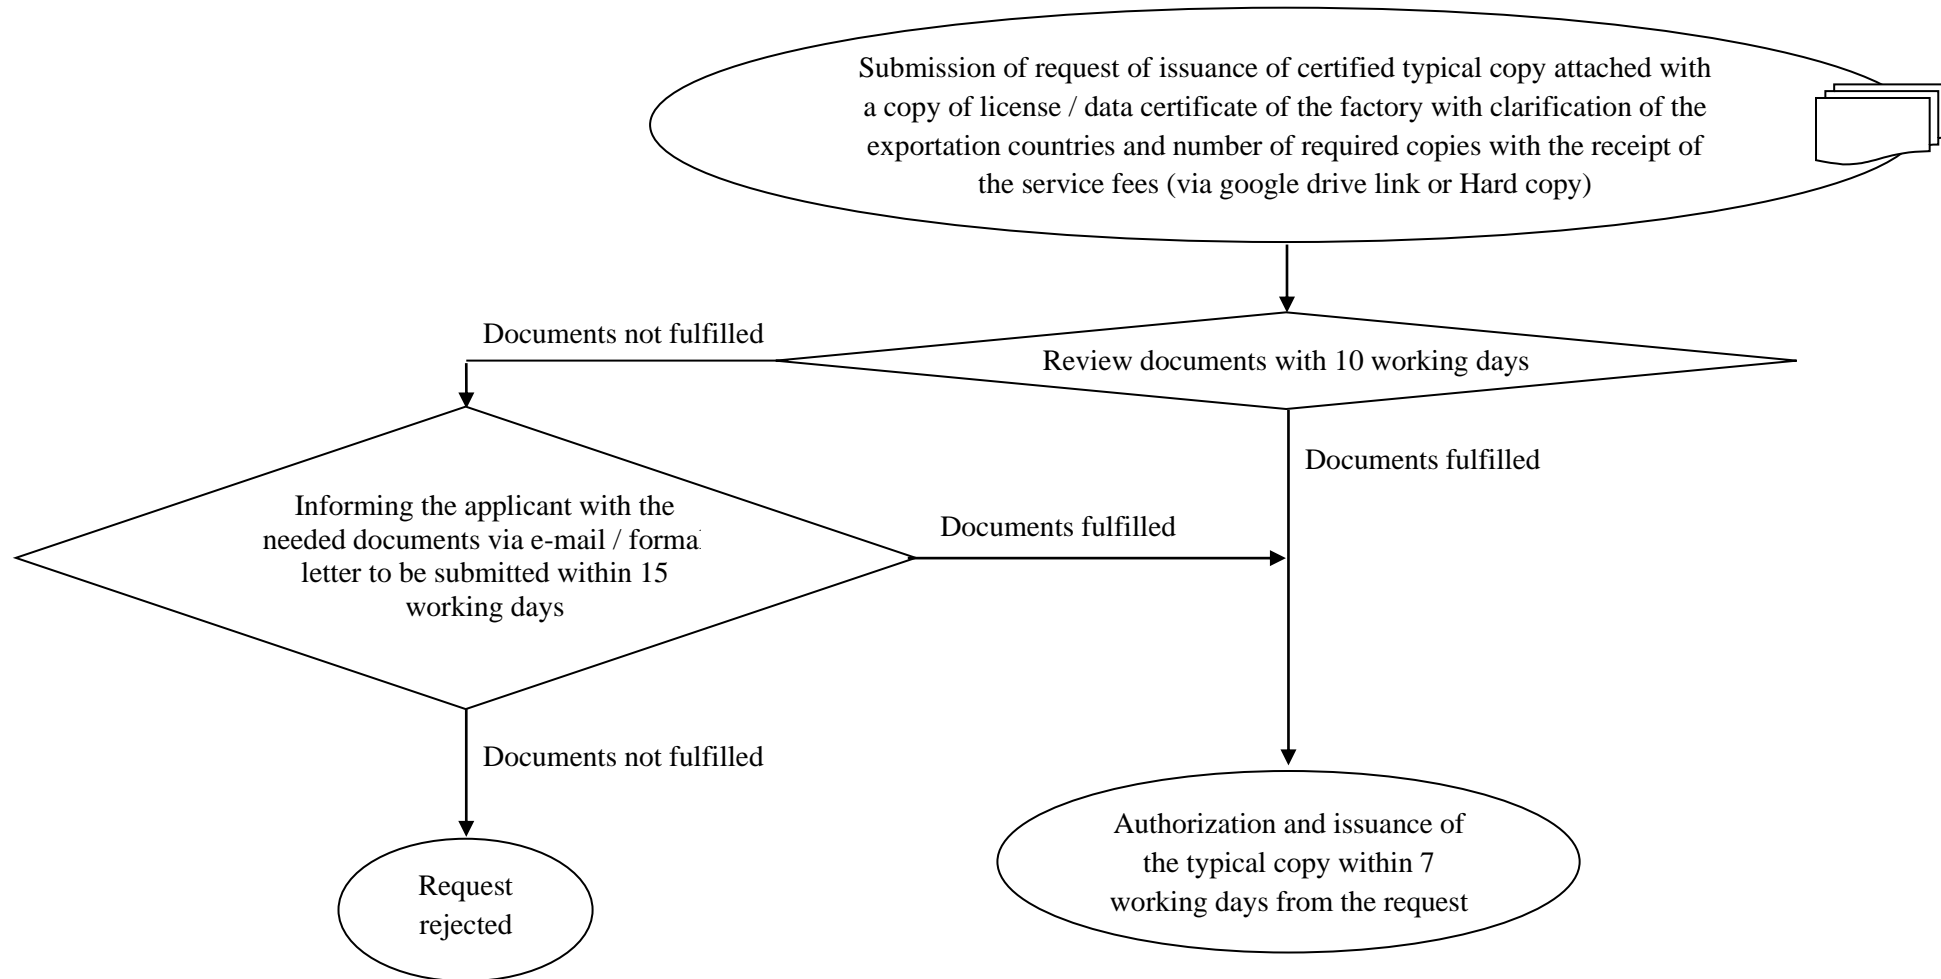 Submission of request of issuance of certified typical copy attached with
a copy of license / data certificate of the factory with clarification of the
exportation countries and number of required copies with the receipt of
the service fees (via google drive link or Hard copy)
Documents not fulfilled
Review documents with 10 working days
Documents fulfilled
Informing the applicant with the
needed documents via e-mail / forma
letter to be submitted within 15
working days
Documents fulfilled
Documents not fulfilled
Authorization and issuance of
the typical copy within 7
working days from the request
Request
rejected